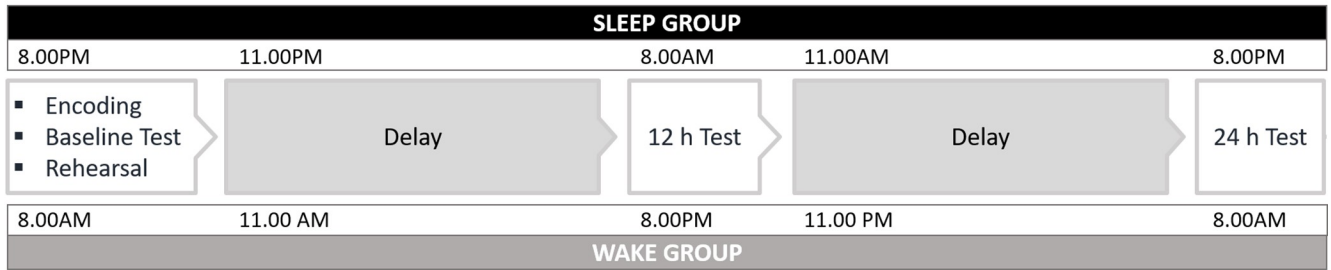 SLEEP GROUP
8.00PM 11.00PM 8.00AM 11.00AM 8.00PM
▪ Encoding
▪ Baseline Test
▪ Rehearsal
Delay
12 h Test
Delay
24 h Test
8.00AM 11.00 AM 8.00PM 11.00 PM 8.00AM
WAKE GROUP